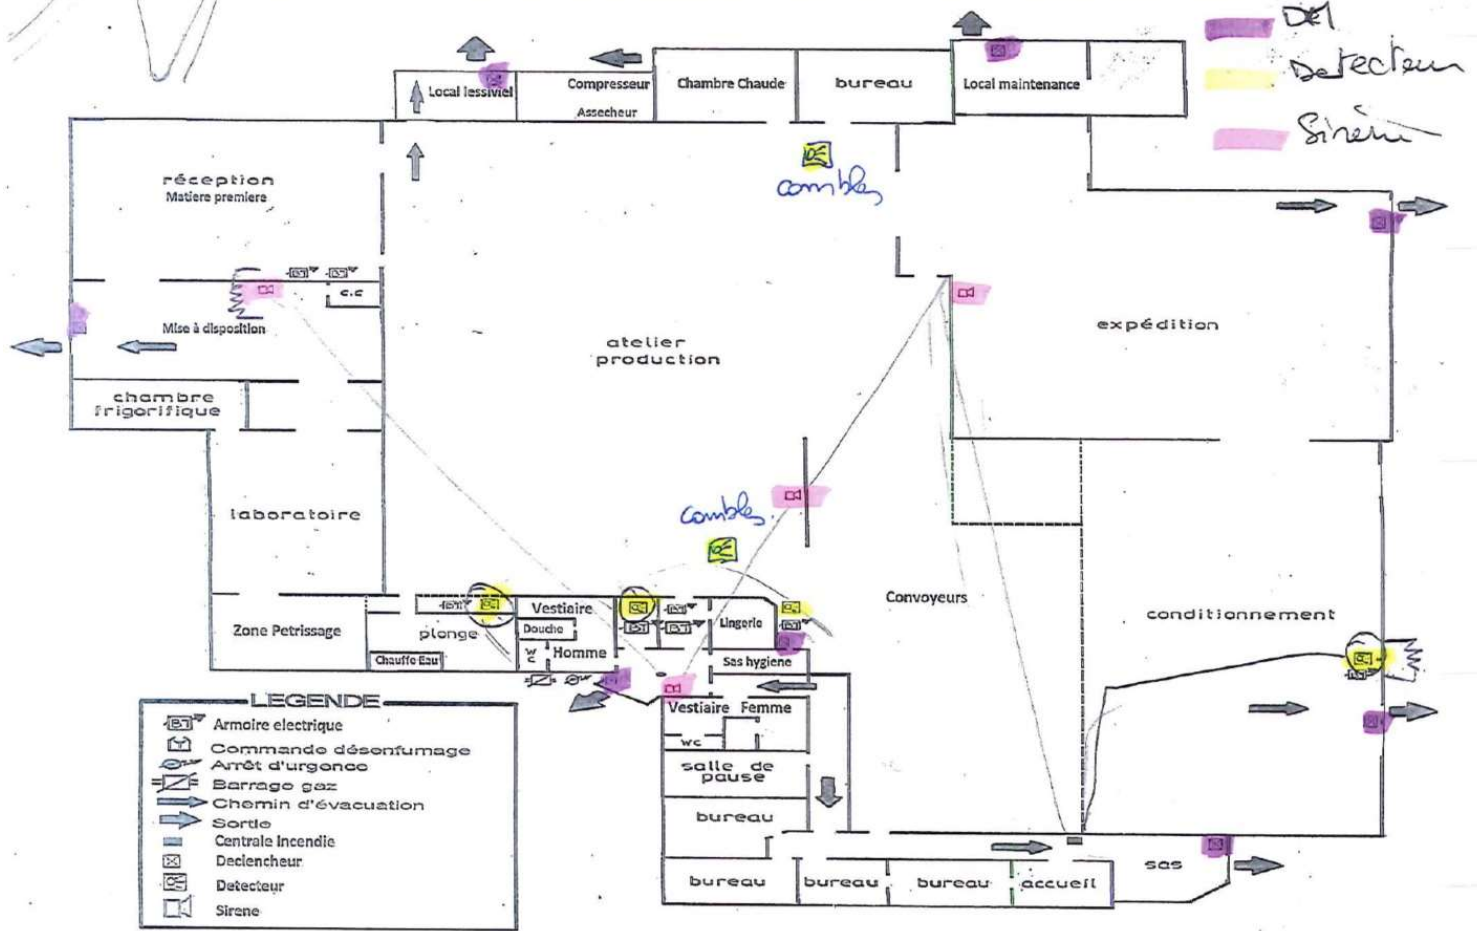 DM
Detecteur
Sirène
Local lessiviel
Compresseur
Assecheur
Chambre Chaude
bureau
Local maintenance
combles
réception
Matiere premiere
c.c
Mise à disposition
atelier
production
expédition
chambre
frigorifique
laboratoire
combles
Convoyeurs
conditionnement
Zone Petrissage
plonge
Chauffe Eau
Vestiaire
Douche
WC
Homme
Lingerie
Sas hygiene
Vestiaire Femme
wc
salle de
pause
bureau
bureau
bureau
bureau
accueil
sas
LEGENDE
Armoire electrique
Commande désenfumage
Arrêt d'urgence
Barrage gaz
Chemin d'évacuation
Sortie
Centrale Incendie
Declencheur
Detecteur
Sirene